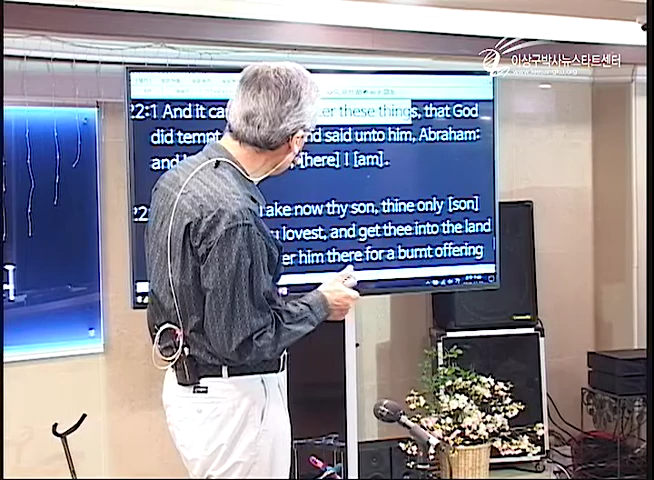 이상구박사뉴스타트센터
22:1 And it ca er these things, that God
did tempt nd said unto him, Abraham:
and [here] I [am].
22 ake now thy son, thine only [son]
lovest, and get thee into the land
er him there for a burnt offering